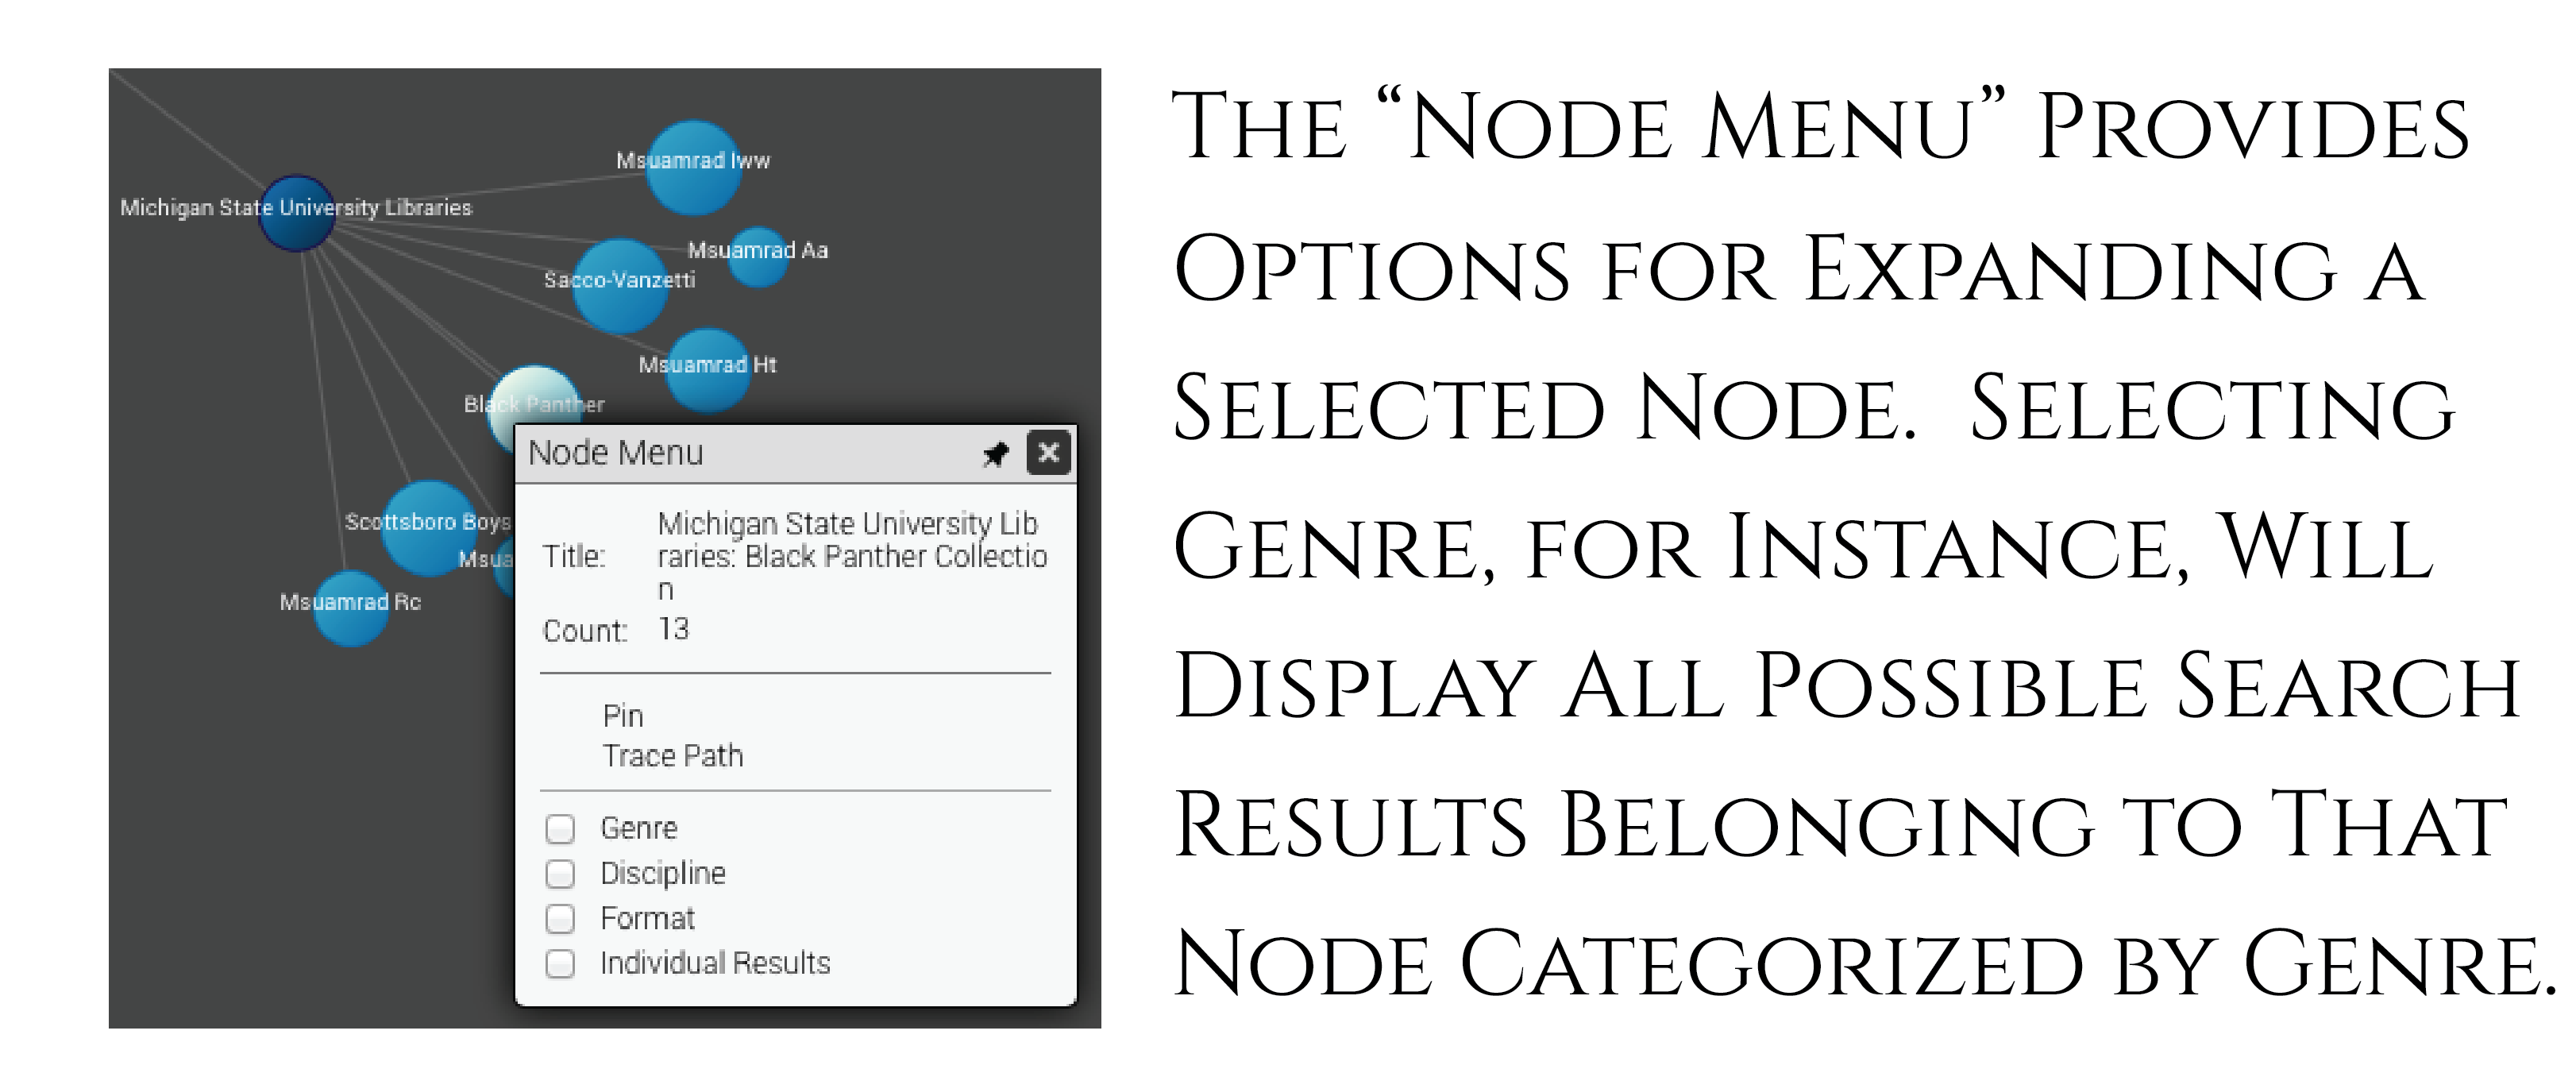 Msuamrad Iww
Michigan State University Libraries
Msuamrad Aa
Sacco-Vanzetti
Msuamrad Ht
Black Panther
Scottsboro Boys
Msua
Msuamrad Rc
Node Menu
Title: Michigan State University Lib
raries: Black Panther Collectio
n
Count: 13
Pin
Trace Path
Genre
Discipline
Format
Individual Results
The “Node Menu” Provides
Options for Expanding a
Selected Node.  Selecting
Genre, for Instance, Will
Display All Possible Search
Results Belonging to That
Node Categorized by Genre.